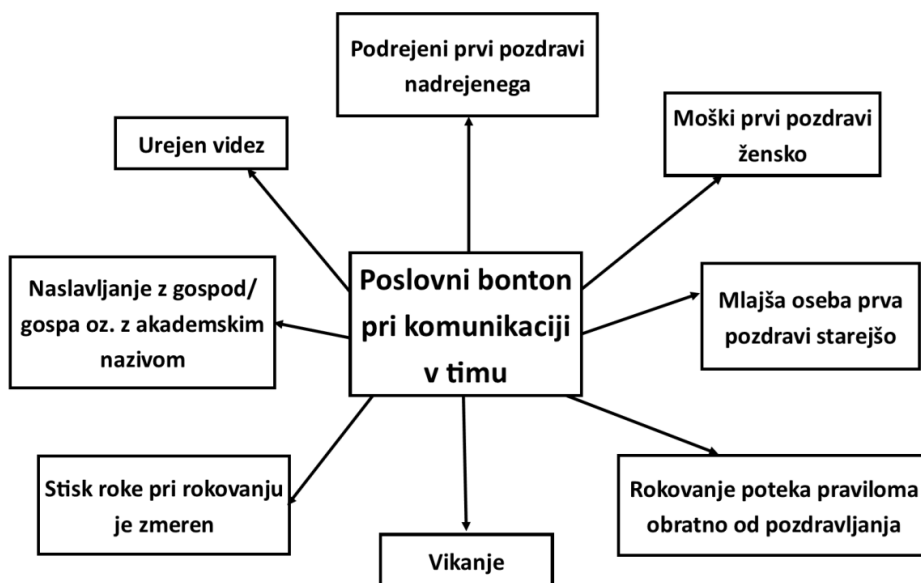 Podrejeni prvi pozdravi
nadrejenega
Moški prvi pozdravi
žensko
Urejen videz
Poslovni bonton
pri komunikaciji
v timu
Naslavljanje z gospod/
gospa oz. z akademskim
nazivom
Mlajša oseba prva
pozdravi starejšo
Stisk roke pri rokovanju
je zmeren
Rokovanje poteka praviloma
obratno od pozdravljanja
Vikanje